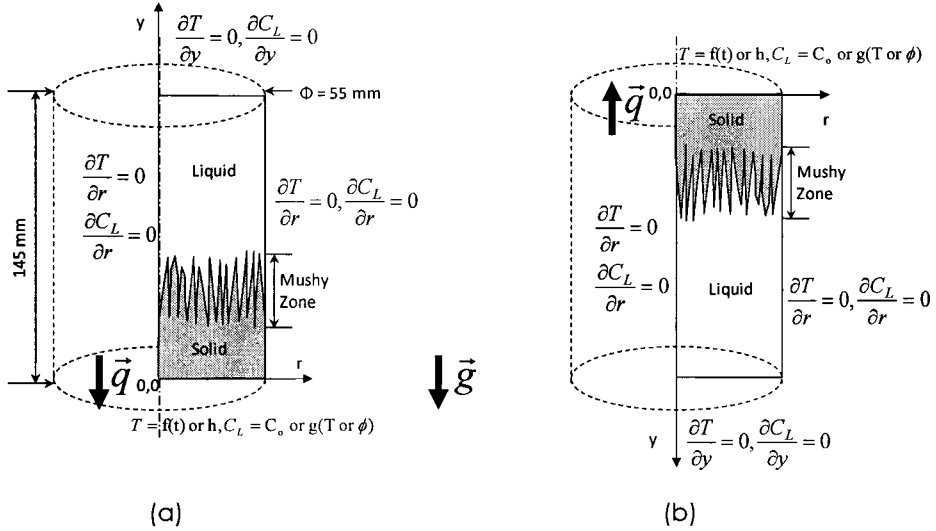 y
∂T/∂y = 0, ∂C_L/∂y = 0
Φ = 55 mm
145 mm
Liquid
∂T/∂r = 0
∂C_L/∂r = 0
∂T/∂r = 0, ∂C_L/∂r = 0
Mushy
Zone
Solid
r
q⃗
0,0
g⃗
T = f(t) or h, C_L = C_o or g(T or ϕ)
(a)
T = f(t) or h, C_L = C_o or g(T or ϕ)
0,0
q⃗
r
Solid
Mushy
Zone
∂T/∂r = 0
∂C_L/∂r = 0
Liquid
∂T/∂r = 0, ∂C_L/∂r = 0
y
∂T/∂y = 0, ∂C_L/∂y = 0
(b)